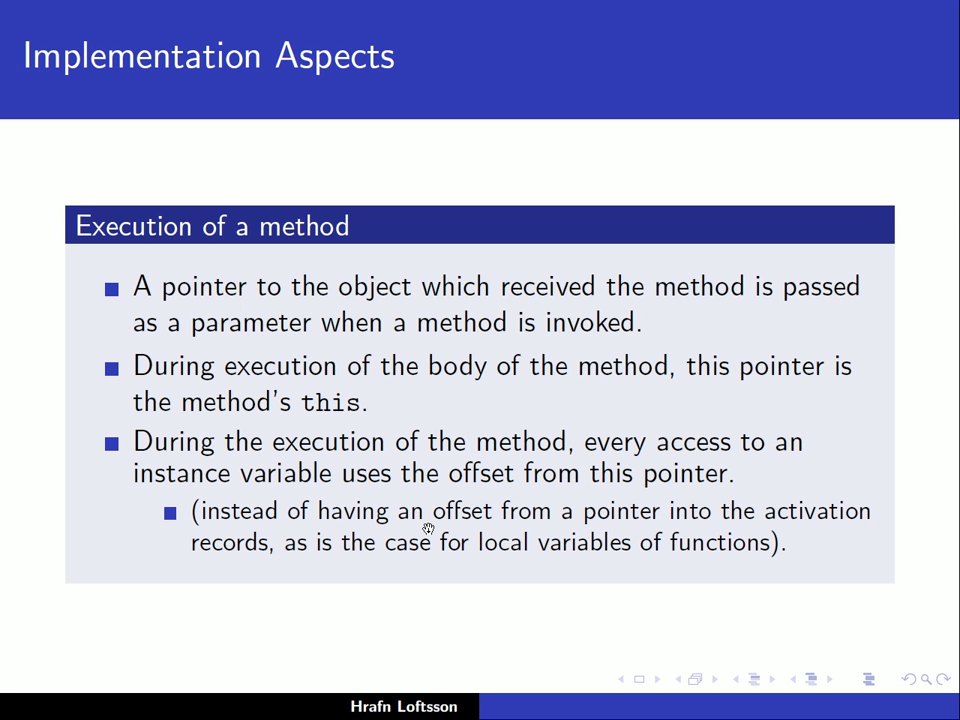 Implementation Aspects
Execution of a method
A pointer to the object which received the method is passed
as a parameter when a method is invoked.
During execution of the body of the method, this pointer is
the method's this.
During the execution of the method, every access to an
instance variable uses the offset from this pointer.
(instead of having an offset from a pointer into the activation
records, as is the case for local variables of functions).
Hrafn Loftsson